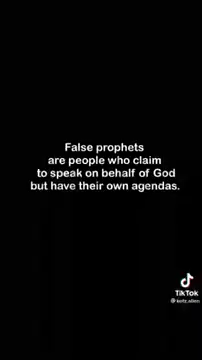 False prophets
are people who claim
to speak on behalf of God
but have their own agendas.
TikTok